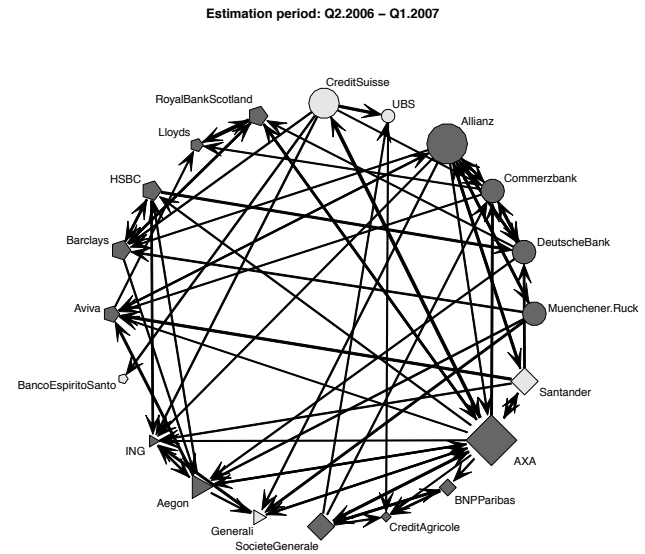 Estimation period: Q2.2006 – Q1.2007
CreditSuisse
RoyalBankScotland
UBS
Allianz
Lloyds
HSBC
Commerzbank
Barclays
DeutscheBank
Aviva
Muenchener.Ruck
BancoEspiritoSanto
Santander
ING
AXA
Aegon
BNPParibas
Generali
CreditAgricole
SocieteGenerale